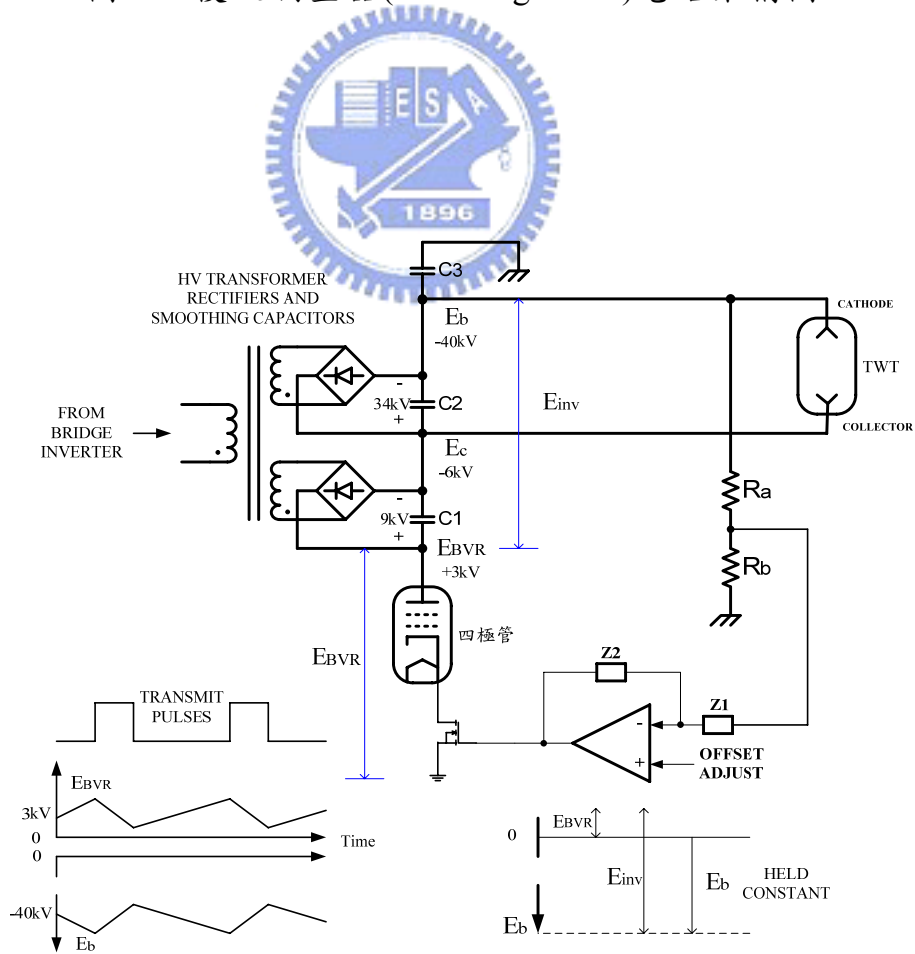 (
)
E S A
1896
C3
HV TRANSFORMER
RECTIFIERS AND
SMOOTHING CAPACITORS
Eb
-40kV
CATHODE
TWT
-
34kV
C2
+
Einv
FROM
BRIDGE
INVERTER
COLLECTOR
Ec
-6kV
Ra
-
9kV
C1
+
EBVR
+3kV
Rb
四極管
EBVR
Z2
Z1
-
+
OFFSET
ADJUST
TRANSMIT
PULSES
EBVR
3kV
0
Time
0
-40kV
Eb
0
EBVR
Einv
Eb
HELD
CONSTANT
Eb